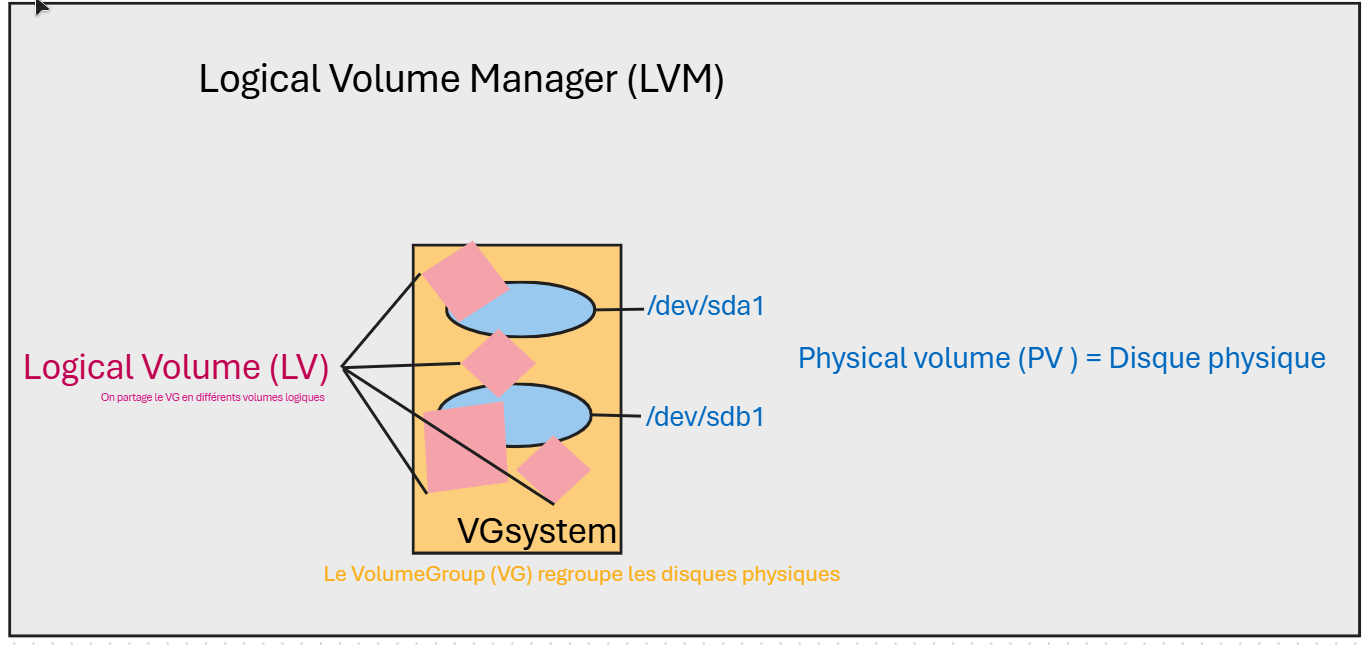 Logical Volume Manager (LVM)
/dev/sda1
Logical Volume (LV)
On partage le VG en différents volumes logiques
Physical volume (PV ) = Disque physique
/dev/sdb1
VGsystem
Le VolumeGroup (VG) regroupe les disques physiques